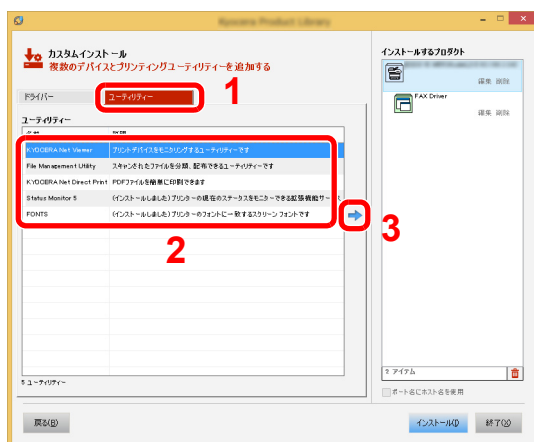 Kyocera Product Library
カスタムインストール
複数のデバイスとプリンティングユーティリティーを追加する
ドライバー
ユーティリティー
1
ユーティリティー
名前
説明
KYOCERA Net Viewer
プリントデバイスをモニタリングするユーティリティーです
File Management Utility
スキャンされたファイルを分類、配布できるユーティリティーです
KYOCERA Net Direct Print
PDFファイルを簡単に印刷できます
Status Monitor 5
(インストールしました)プリンターの現在のステータスをモニターできる拡張機能サー
FONTS
(インストールしました)プリンターのフォントに一致するスクリーン フォントです
2
3
5 ユーティリティー
インストールするプロダクト
編集 削除
FAX Driver
編集 削除
2 アイテム
ポート名にホスト名を使用
戻る(B)
インストール(I)
終了(X)